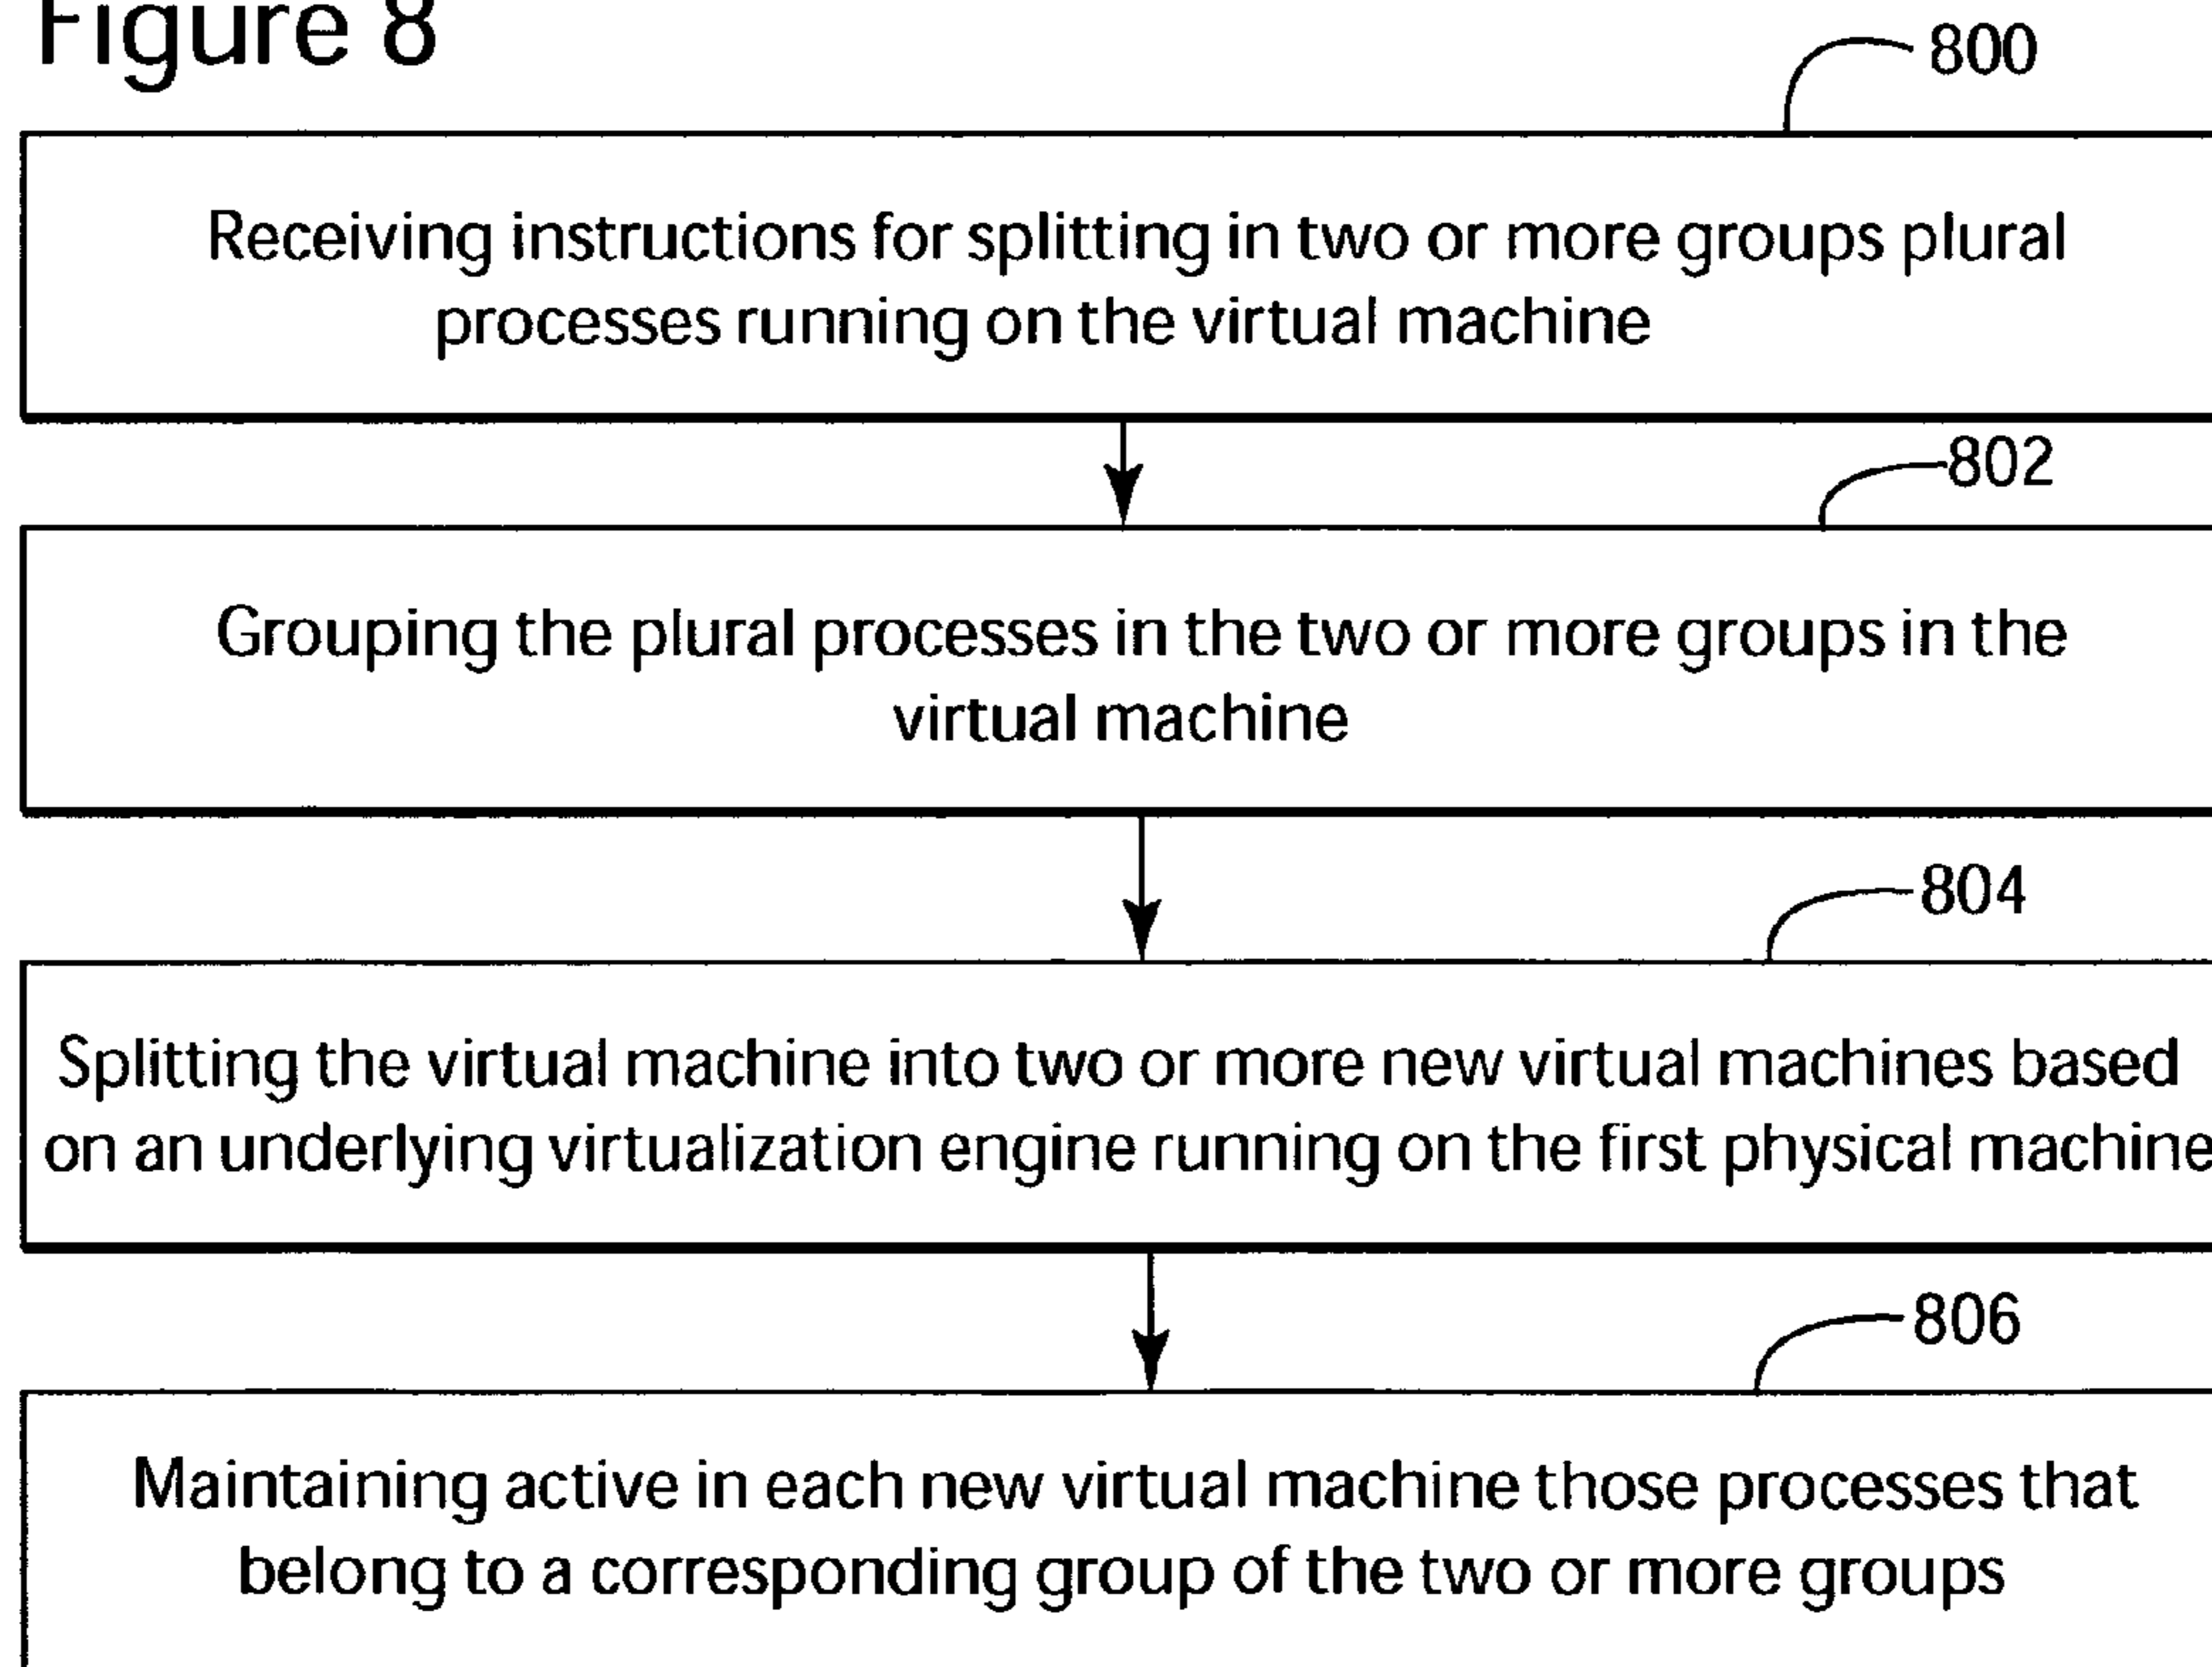 Figure 8
800
Receiving instructions for splitting in two or more groups plural
processes running on the virtual machine
802
Grouping the plural processes in the two or more groups in the
virtual machine
804
Splitting the virtual machine into two or more new virtual machines based
on an underlying virtualization engine running on the first physical machine
806
Maintaining active in each new virtual machine those processes that
belong to a corresponding group of the two or more groups